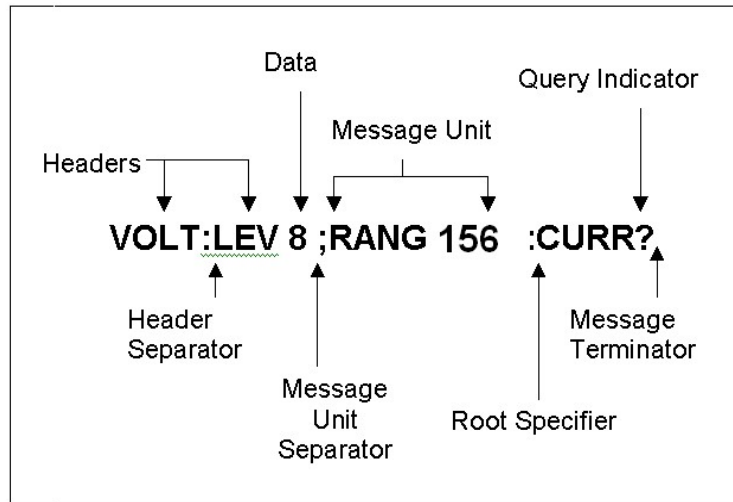 Data
Query Indicator
Message Unit
Headers
VOLT:LEV 8 ;RANG 156 :CURR?
Header
Separator
Message
Terminator
Message
Unit
Separator
Root Specifier